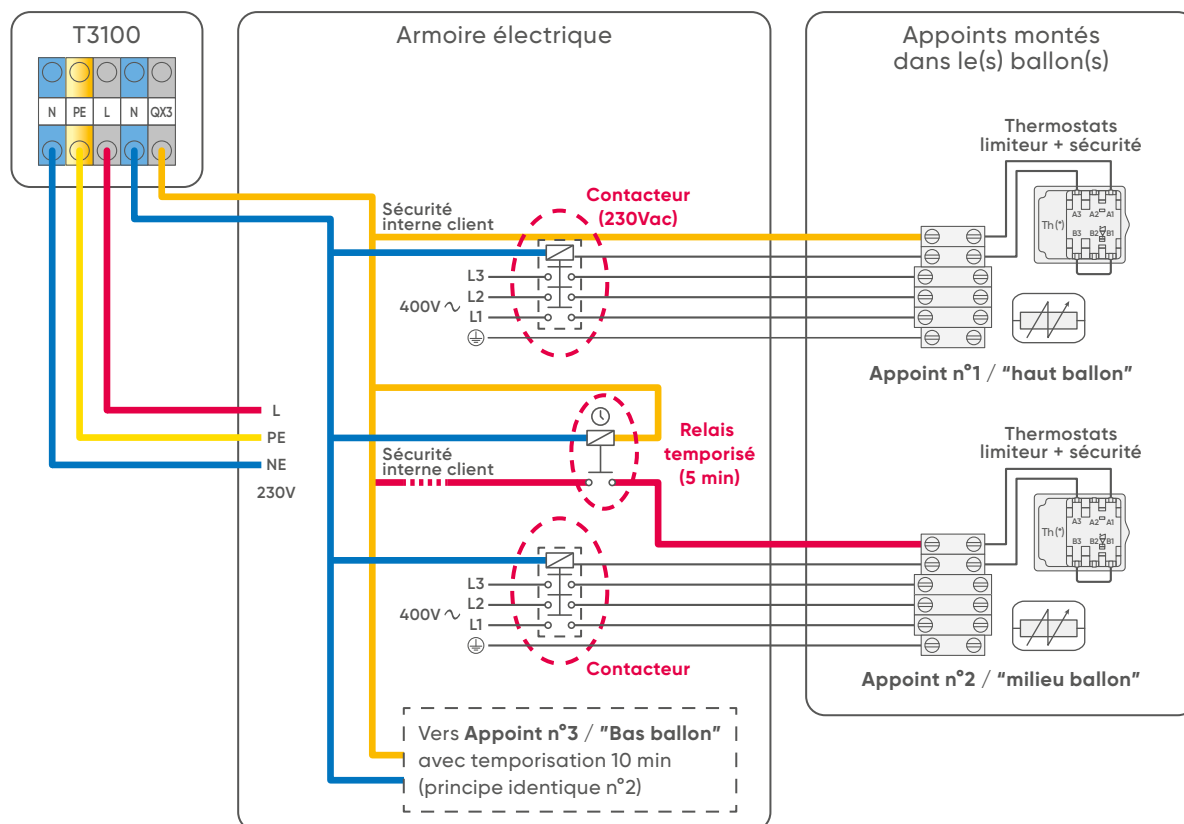 T3100
N PE L N QX3
Armoire électrique
Appoints montés
dans le(s) ballon(s)
Thermostats
limiteur + sécurité
Th(*)
A3 A2 A1
B3 B2 B1
Contacteur
(230Vac)
Sécurité
interne client
L3
400V L2
L1
Appoint n°1 / “haut ballon”
L
PE
NE
230V
Relais
temporisé
(5 min)
Sécurité
interne client
Thermostats
limiteur + sécurité
Th(*)
A3 A2 A1
B3 B2 B1
L3
400V L2
L1
Contacteur
Appoint n°2 / “milieu ballon”
Vers Appoint n°3 / ”Bas ballon”
avec temporisation 10 min
(principe identique n°2)